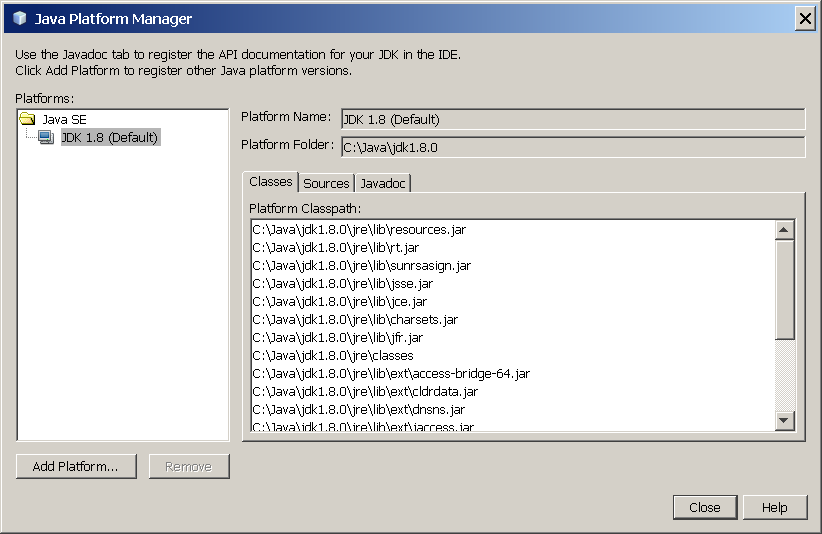 Java Platform Manager
Use the Javadoc tab to register the API documentation for your JDK in the IDE.
Click Add Platform to register other Java platform versions.
Platforms:
Java SE
JDK 1.8 (Default)
Platform Name: JDK 1.8 (Default)
Platform Folder: C:\Java\jdk1.8.0
Classes Sources Javadoc
Platform Classpath:
C:\Java\jdk1.8.0\jre\lib\resources.jar
C:\Java\jdk1.8.0\jre\lib\rt.jar
C:\Java\jdk1.8.0\jre\lib\sunrsasign.jar
C:\Java\jdk1.8.0\jre\lib\jsse.jar
C:\Java\jdk1.8.0\jre\lib\jce.jar
C:\Java\jdk1.8.0\jre\lib\charsets.jar
C:\Java\jdk1.8.0\jre\lib\jfr.jar
C:\Java\jdk1.8.0\jre\classes
C:\Java\jdk1.8.0\jre\lib\ext\access-bridge-64.jar
C:\Java\jdk1.8.0\jre\lib\ext\cldrdata.jar
C:\Java\jdk1.8.0\jre\lib\ext\dnsns.jar
C:\Java\jdk1.8.0\jre\lib\ext\jaccess.jar
Add Platform... Remove
Close Help